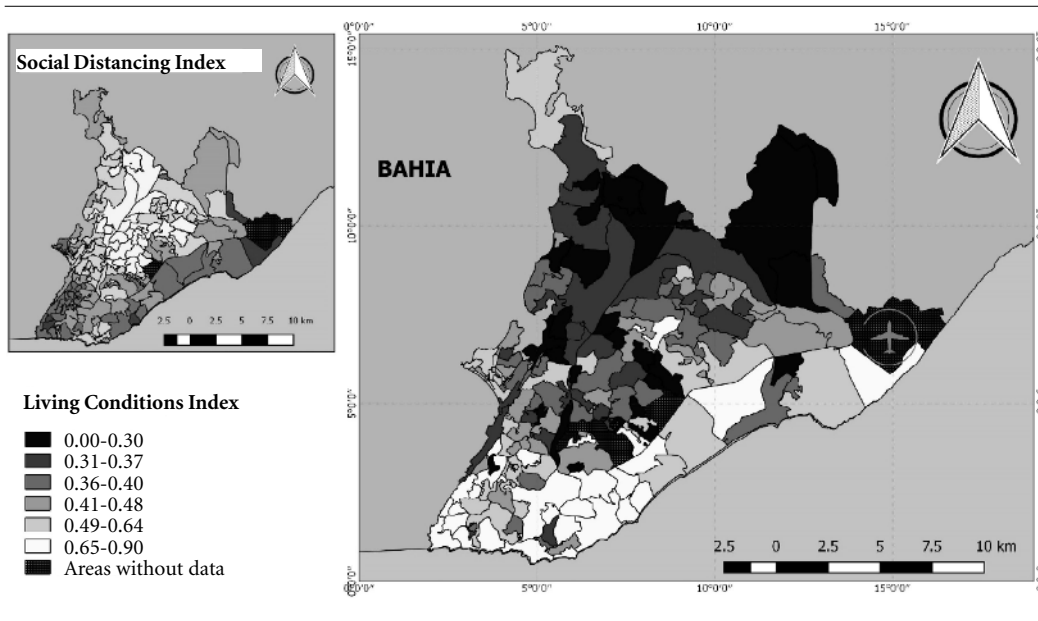 Social Distancing Index
2.5 0 2.5 5 7.5 10 km
Living Conditions Index
0.00-0.30
0.31-0.37
0.36-0.40
0.41-0.48
0.49-0.64
0.65-0.90
Areas without data
5°0'0" 10°0'0" 15°0'0"
BAHIA
15°0'0"
10°0'0"
5°0'0"
0°0'0"
2.5 0 2.5 5 7.5 10 km
0°0'0" 5°0'0" 10°0'0" 15°0'0"